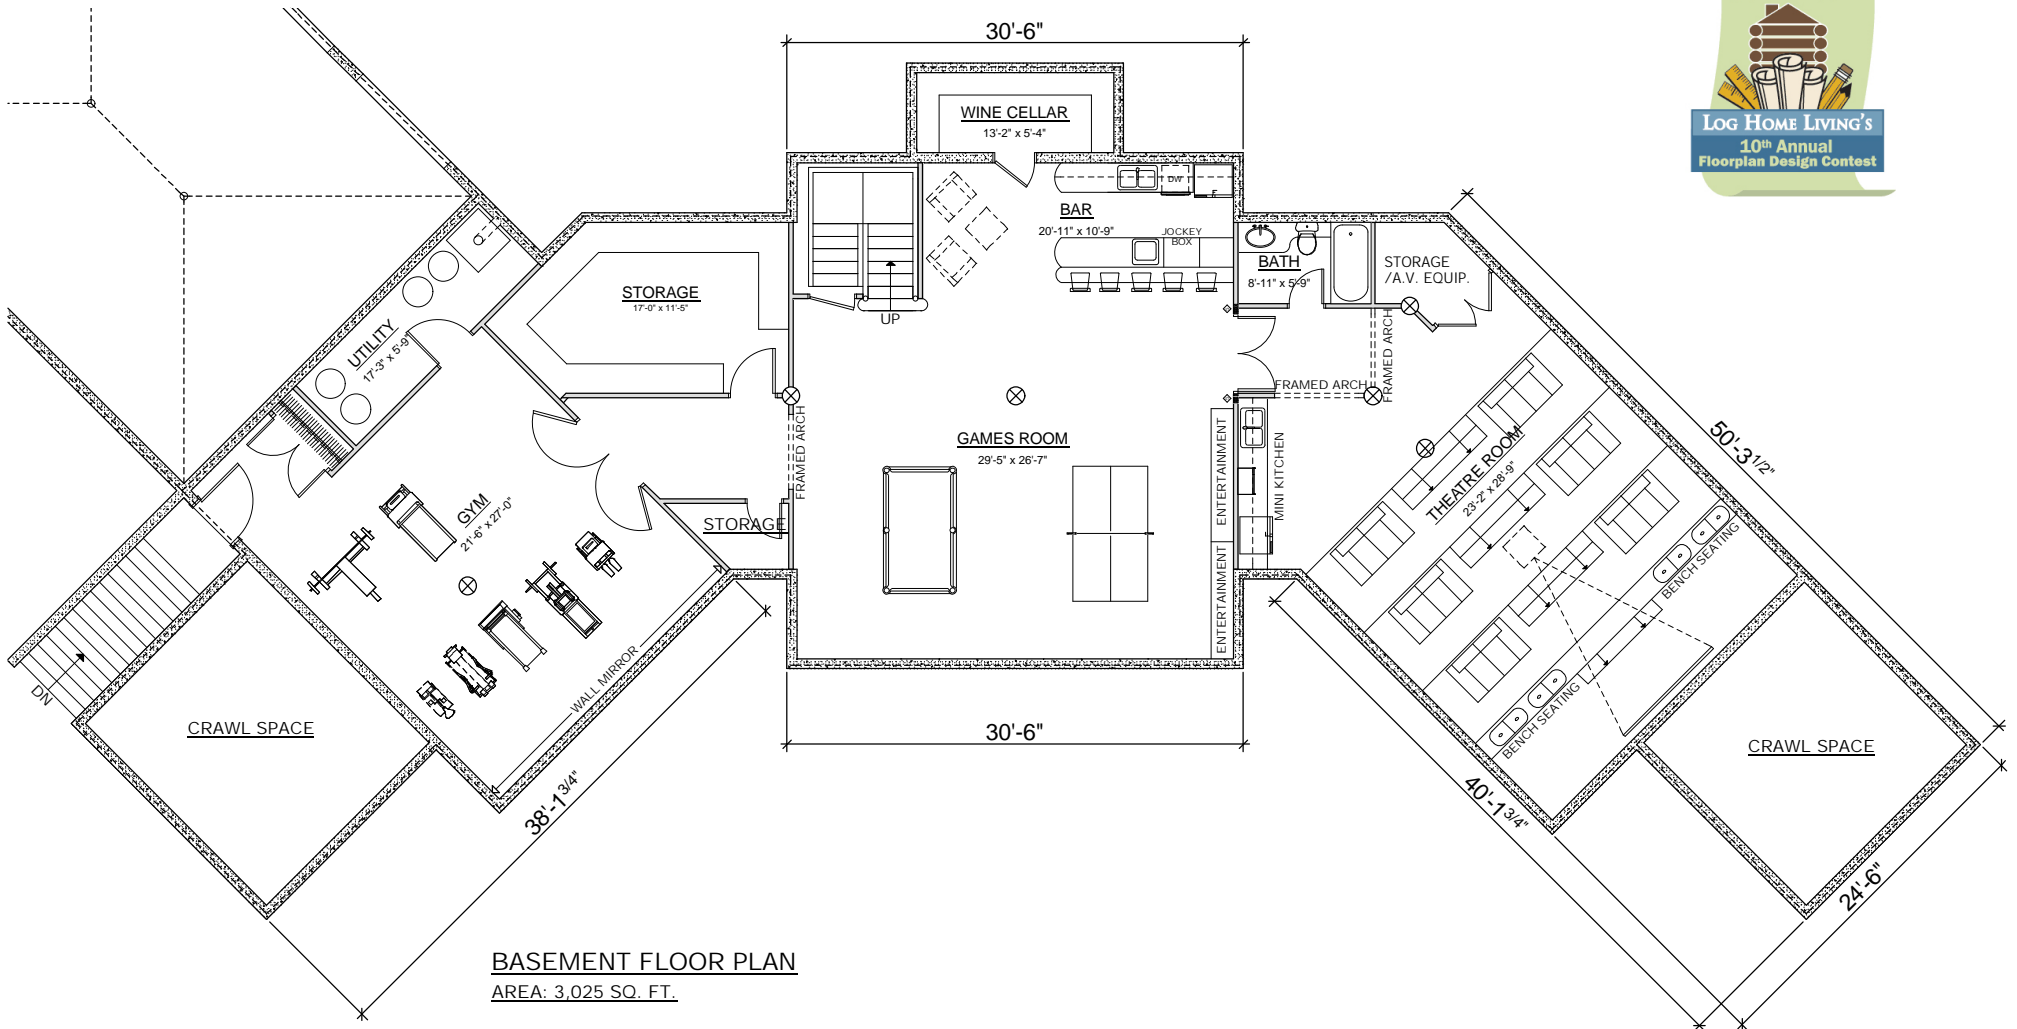 30'-6"
LOG HOME LIVING'S
10th Annual
Floorplan Design Contest
WINE CELLAR
13'-2" x 5'-4"
DW
F
BAR
20'-11" x 10'-9"
JOCKEY
BOX
UP
STORAGE
17'-0" x 11'-5"
UTILITY
17'-3" x 5'-9"
BATH
8'-11" x 5'-9"
STORAGE
/A.V. EQUIP.
FRAMED ARCH
FRAMED ARCH
FRAMED ARCH
GAMES ROOM
29'-5" x 26'-7"
ENTERTAINMENT
ENTERTAINMENT
MINI KITCHEN
THEATRE ROOM
23'-2" x 28'-9"
50'-3 1/2"
GYM
21'-6" x 27'-0"
STORAGE
BENCH SEATING
BENCH SEATING
WALL MIRROR
DN
CRAWL SPACE
30'-6"
CRAWL SPACE
38'-1 3/4"
40'-1 3/4"
24'-6"
BASEMENT FLOOR PLAN
AREA: 3,025 SQ. FT.